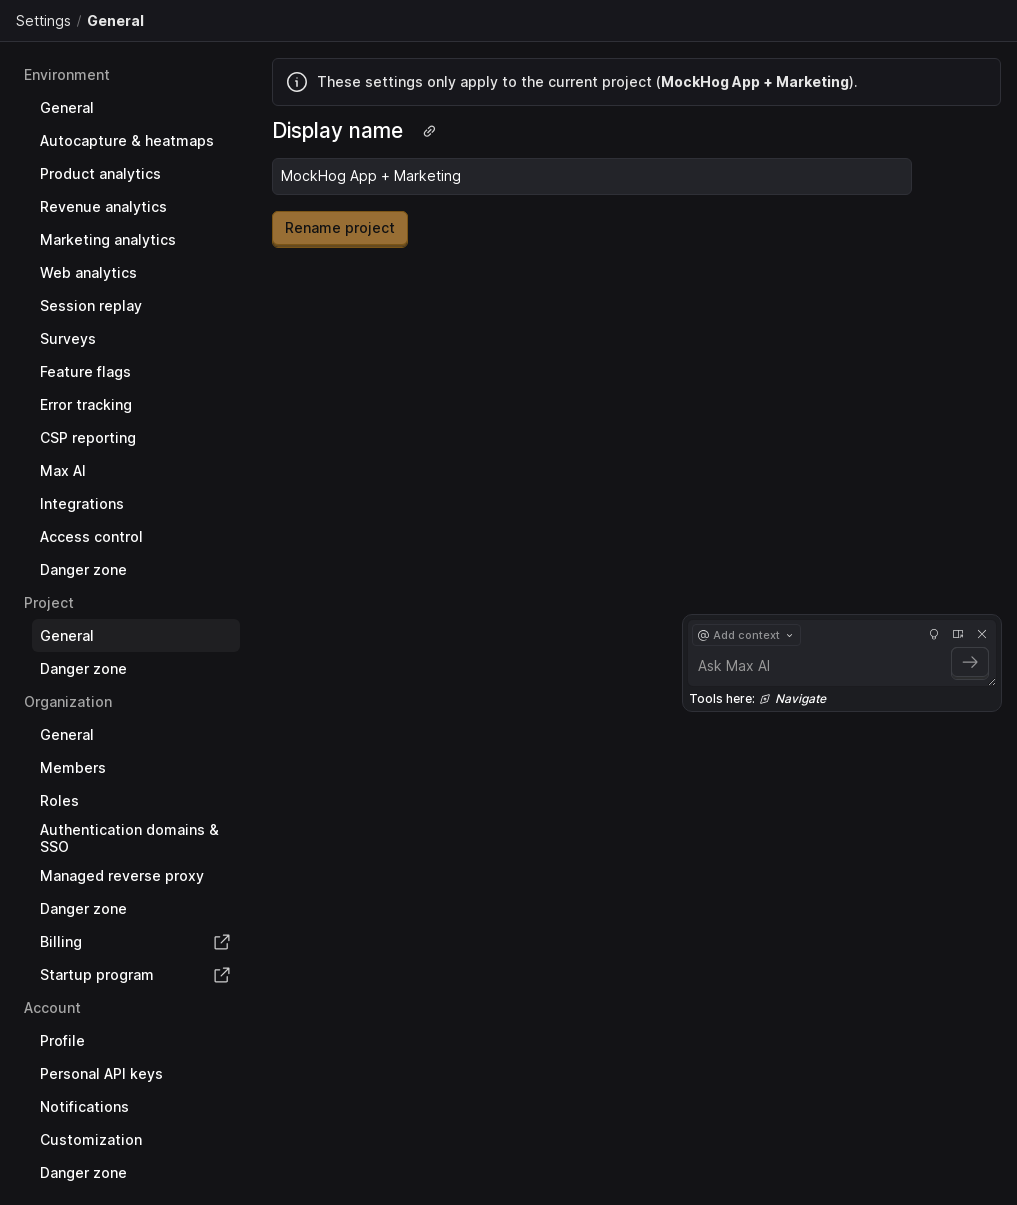 Settings / General
Environment
General
Autocapture & heatmaps
Product analytics
Revenue analytics
Marketing analytics
Web analytics
Session replay
Surveys
Feature flags
Error tracking
CSP reporting
Max AI
Integrations
Access control
Danger zone
Project
General
Danger zone
Organization
General
Members
Roles
Authentication domains &
SSO
Managed reverse proxy
Danger zone
Billing
Startup program
Account
Profile
Personal API keys
Notifications
Customization
Danger zone
These settings only apply to the current project (MockHog App + Marketing).
Display name
MockHog App + Marketing
Rename project
@ Add context
Ask Max AI
Tools here: Navigate